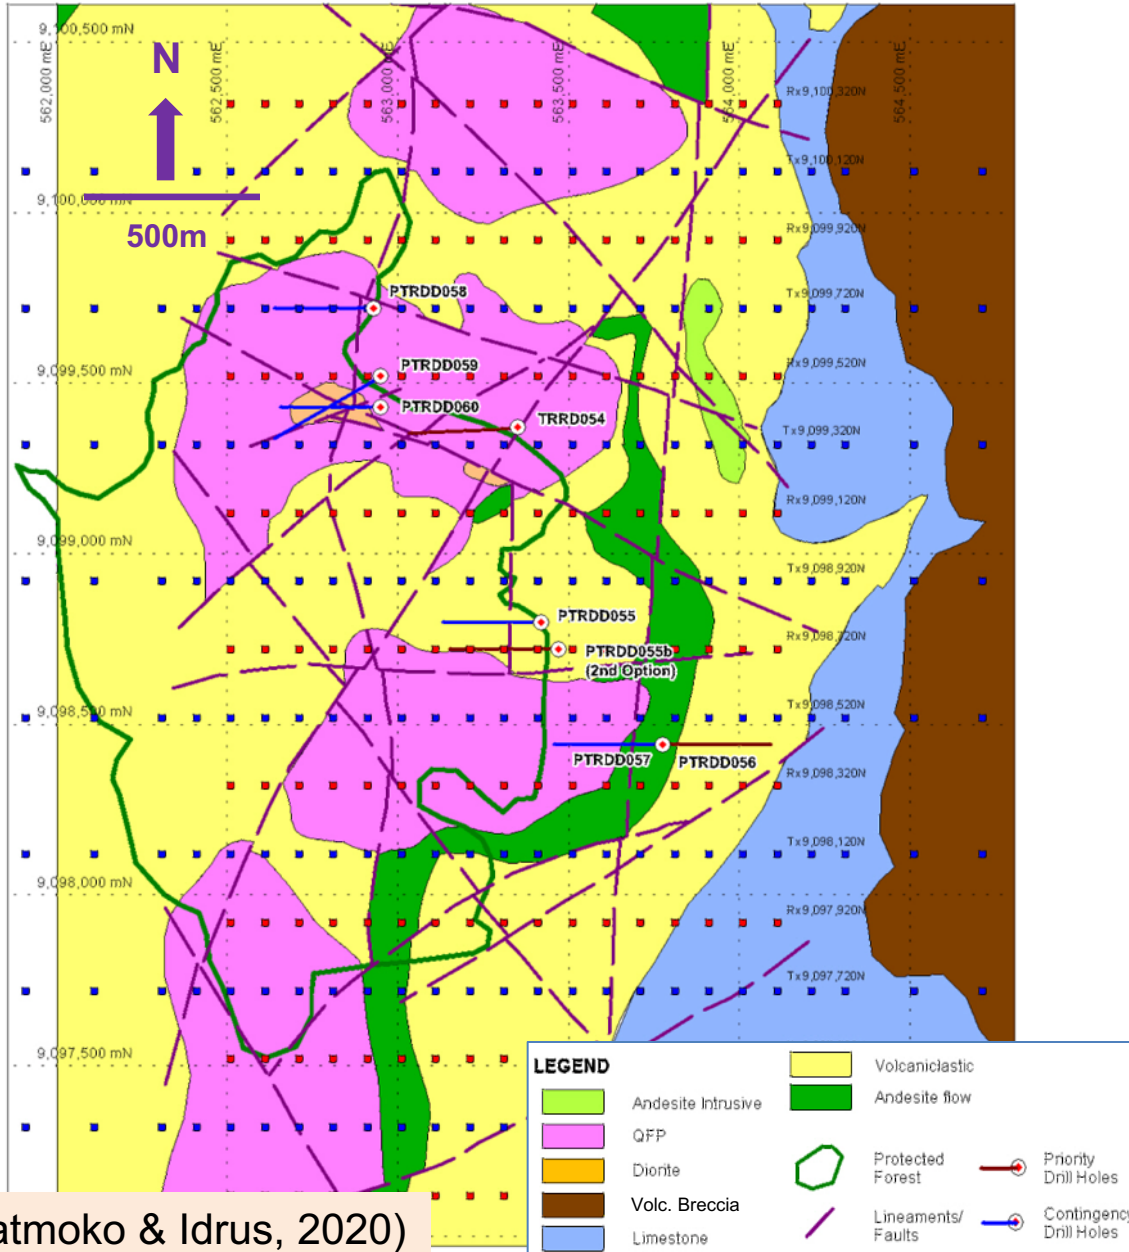 9,100,500 mN
562,000 mE
562,500 mE
563,000 mE
563,500 mE
564,000 mE
564,500 mE
N
500m
Rx9,100,320N
Tx9,100,120N
9,100,000 mN
Rx9,099,920N
PTRDD058
Tx9,099,720N
PTRDD059
Rx9,099,520N
9,099,500 mN
PTRDD060
TRRD054
Tx9,099,320N
Rx9,099,120N
9,099,000 mN
Tx9,098,920N
PTRDD055
Rx9,098,720N
PTRDD055b
(2nd Option)
Tx9,098,520N
9,098,500 mN
PTRDD057
PTRDD056
Rx9,098,320N
Tx9,098,120N
9,098,000 mN
Rx9,097,920N
Tx9,097,720N
9,097,500 mN
LEGEND
Andesite Intrusive
QFP
Diorite
Volc. Breccia
Limestone
Volcaniclastic
Andesite flow
Protected
Forest
Lineaments/
Faults
Priority
Drill Holes
Contingency
Drill Holes
atmoko & Idrus, 2020)